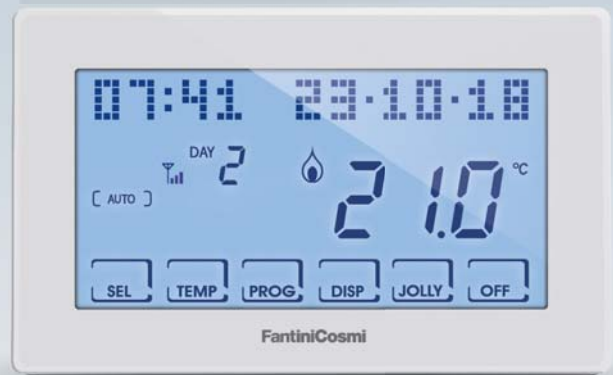 07:41 23-10-18
DAY 2
21.0 °C
[ AUTO ]
SEL TEMP PROG DISP JOLLY OFF
FantiniCosmi